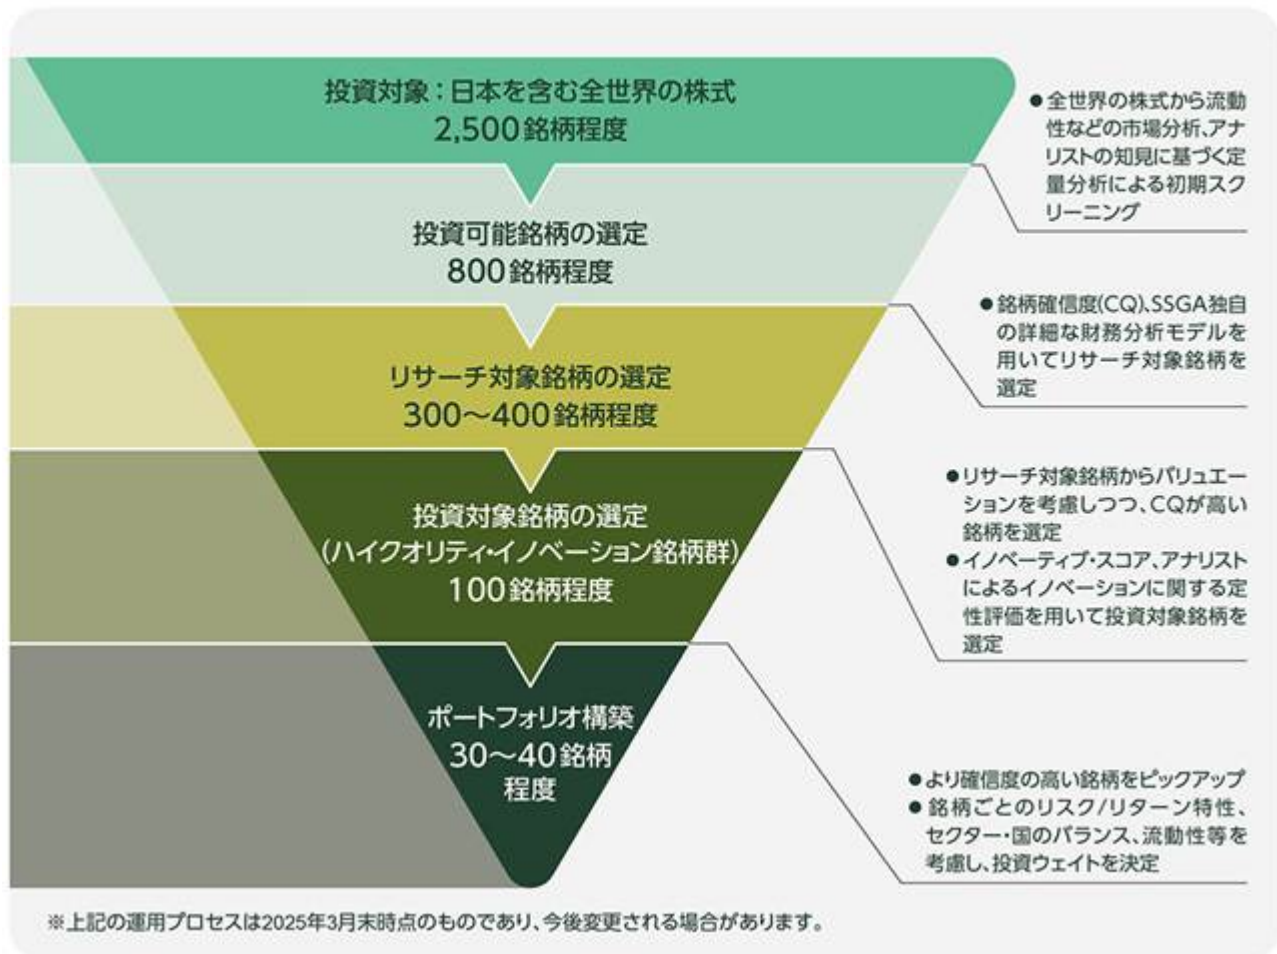 投資対象：日本を含む全世界の株式
2,500銘柄程度
●全世界の株式から流動
性などの市場分析、アナ
リストの知見に基づく定
量分析による初期スク
リーニング
投資可能銘柄の選定
800銘柄程度
●銘柄確信度(CQ)、SSGA独自
の詳細な財務分析モデルを
用いてリサーチ対象銘柄を
選定
リサーチ対象銘柄の選定
300〜400銘柄程度
●リサーチ対象銘柄からバリュエー
ションを考慮しつつ、CQが高い
銘柄を選定
●イノベーティブ・スコア、アナリスト
によるイノベーションに関する定
性評価を用いて投資対象銘柄を
選定
投資対象銘柄の選定
(ハイクオリティ・イノベーション銘柄群)
100銘柄程度
ポートフォリオ構築
30〜40銘柄
程度
●より確信度の高い銘柄をピックアップ
●銘柄ごとのリスク/リターン特性、
セクター・国のバランス、流動性等を
考慮し、投資ウェイトを決定
※上記の運用プロセスは2025年3月末時点のものであり、今後変更される場合があります。